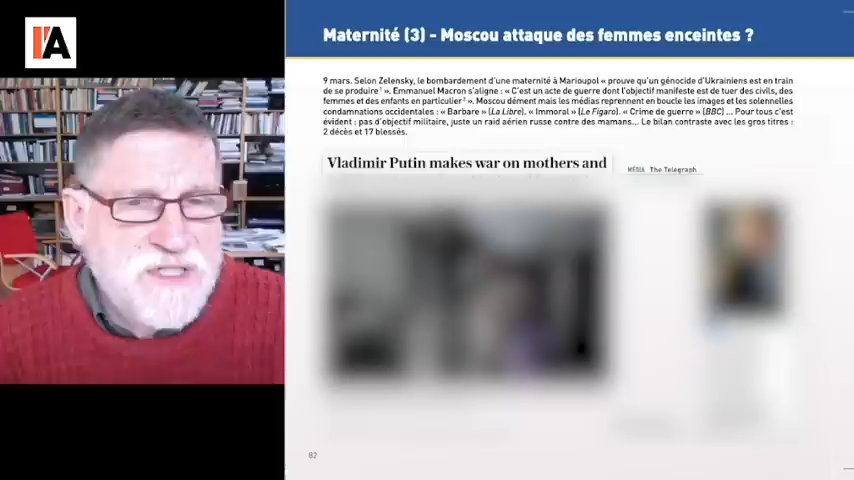 I'A
Maternité (3) - Moscou attaque des femmes enceintes ?
9 mars. Selon Zelensky, le bombardement d'une maternité à Marioupol « prouve qu'un génocide d'Ukrainiens est en train
de se produire ¹ ». Emmanuel Macron s'aligne : « C'est un acte de guerre dont l'objectif manifeste est de tuer des civils, des
femmes et des enfants en particulier ² ». Moscou dément mais les médias reprennent en boucle les images et les solennelles
condamnations occidentales : « Barbare » (La Libre). « Immoral » (Le Figaro). « Crime de guerre » (BBC) ... Pour tous c'est
évident : pas d'objectif militaire, juste un raid aérien russe contre des mamans... Le bilan contraste avec les gros titres :
2 décès et 17 blessés.
Vladimir Putin makes war on mothers and
MÉDIA The Telegraph
82